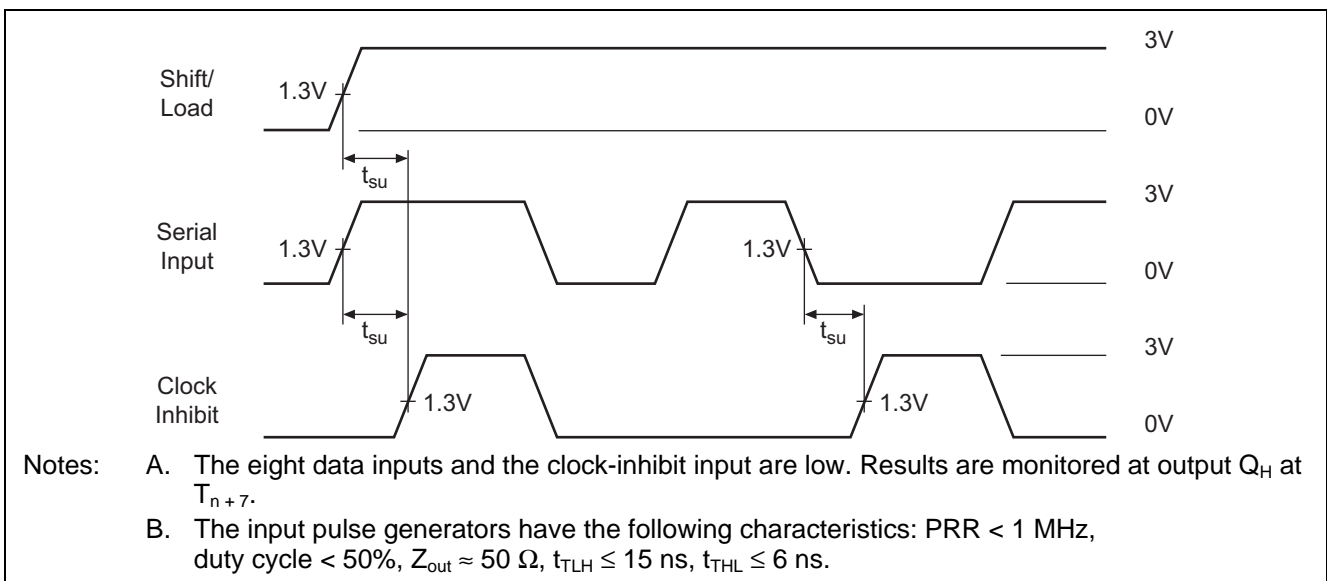 3V
Shift/
Load
1.3V
0V
t_su
3V
Serial
Input
1.3V
1.3V
0V
t_su
t_su
3V
Clock
Inhibit
1.3V
1.3V
0V
Notes: A. The eight data inputs and the clock-inhibit input are low. Results are monitored at output Q_H at
T_{n + 7}.
B. The input pulse generators have the following characteristics: PRR < 1 MHz,
duty cycle < 50%, Z_out ≈ 50 Ω, t_TLH ≤ 15 ns, t_THL ≤ 6 ns.